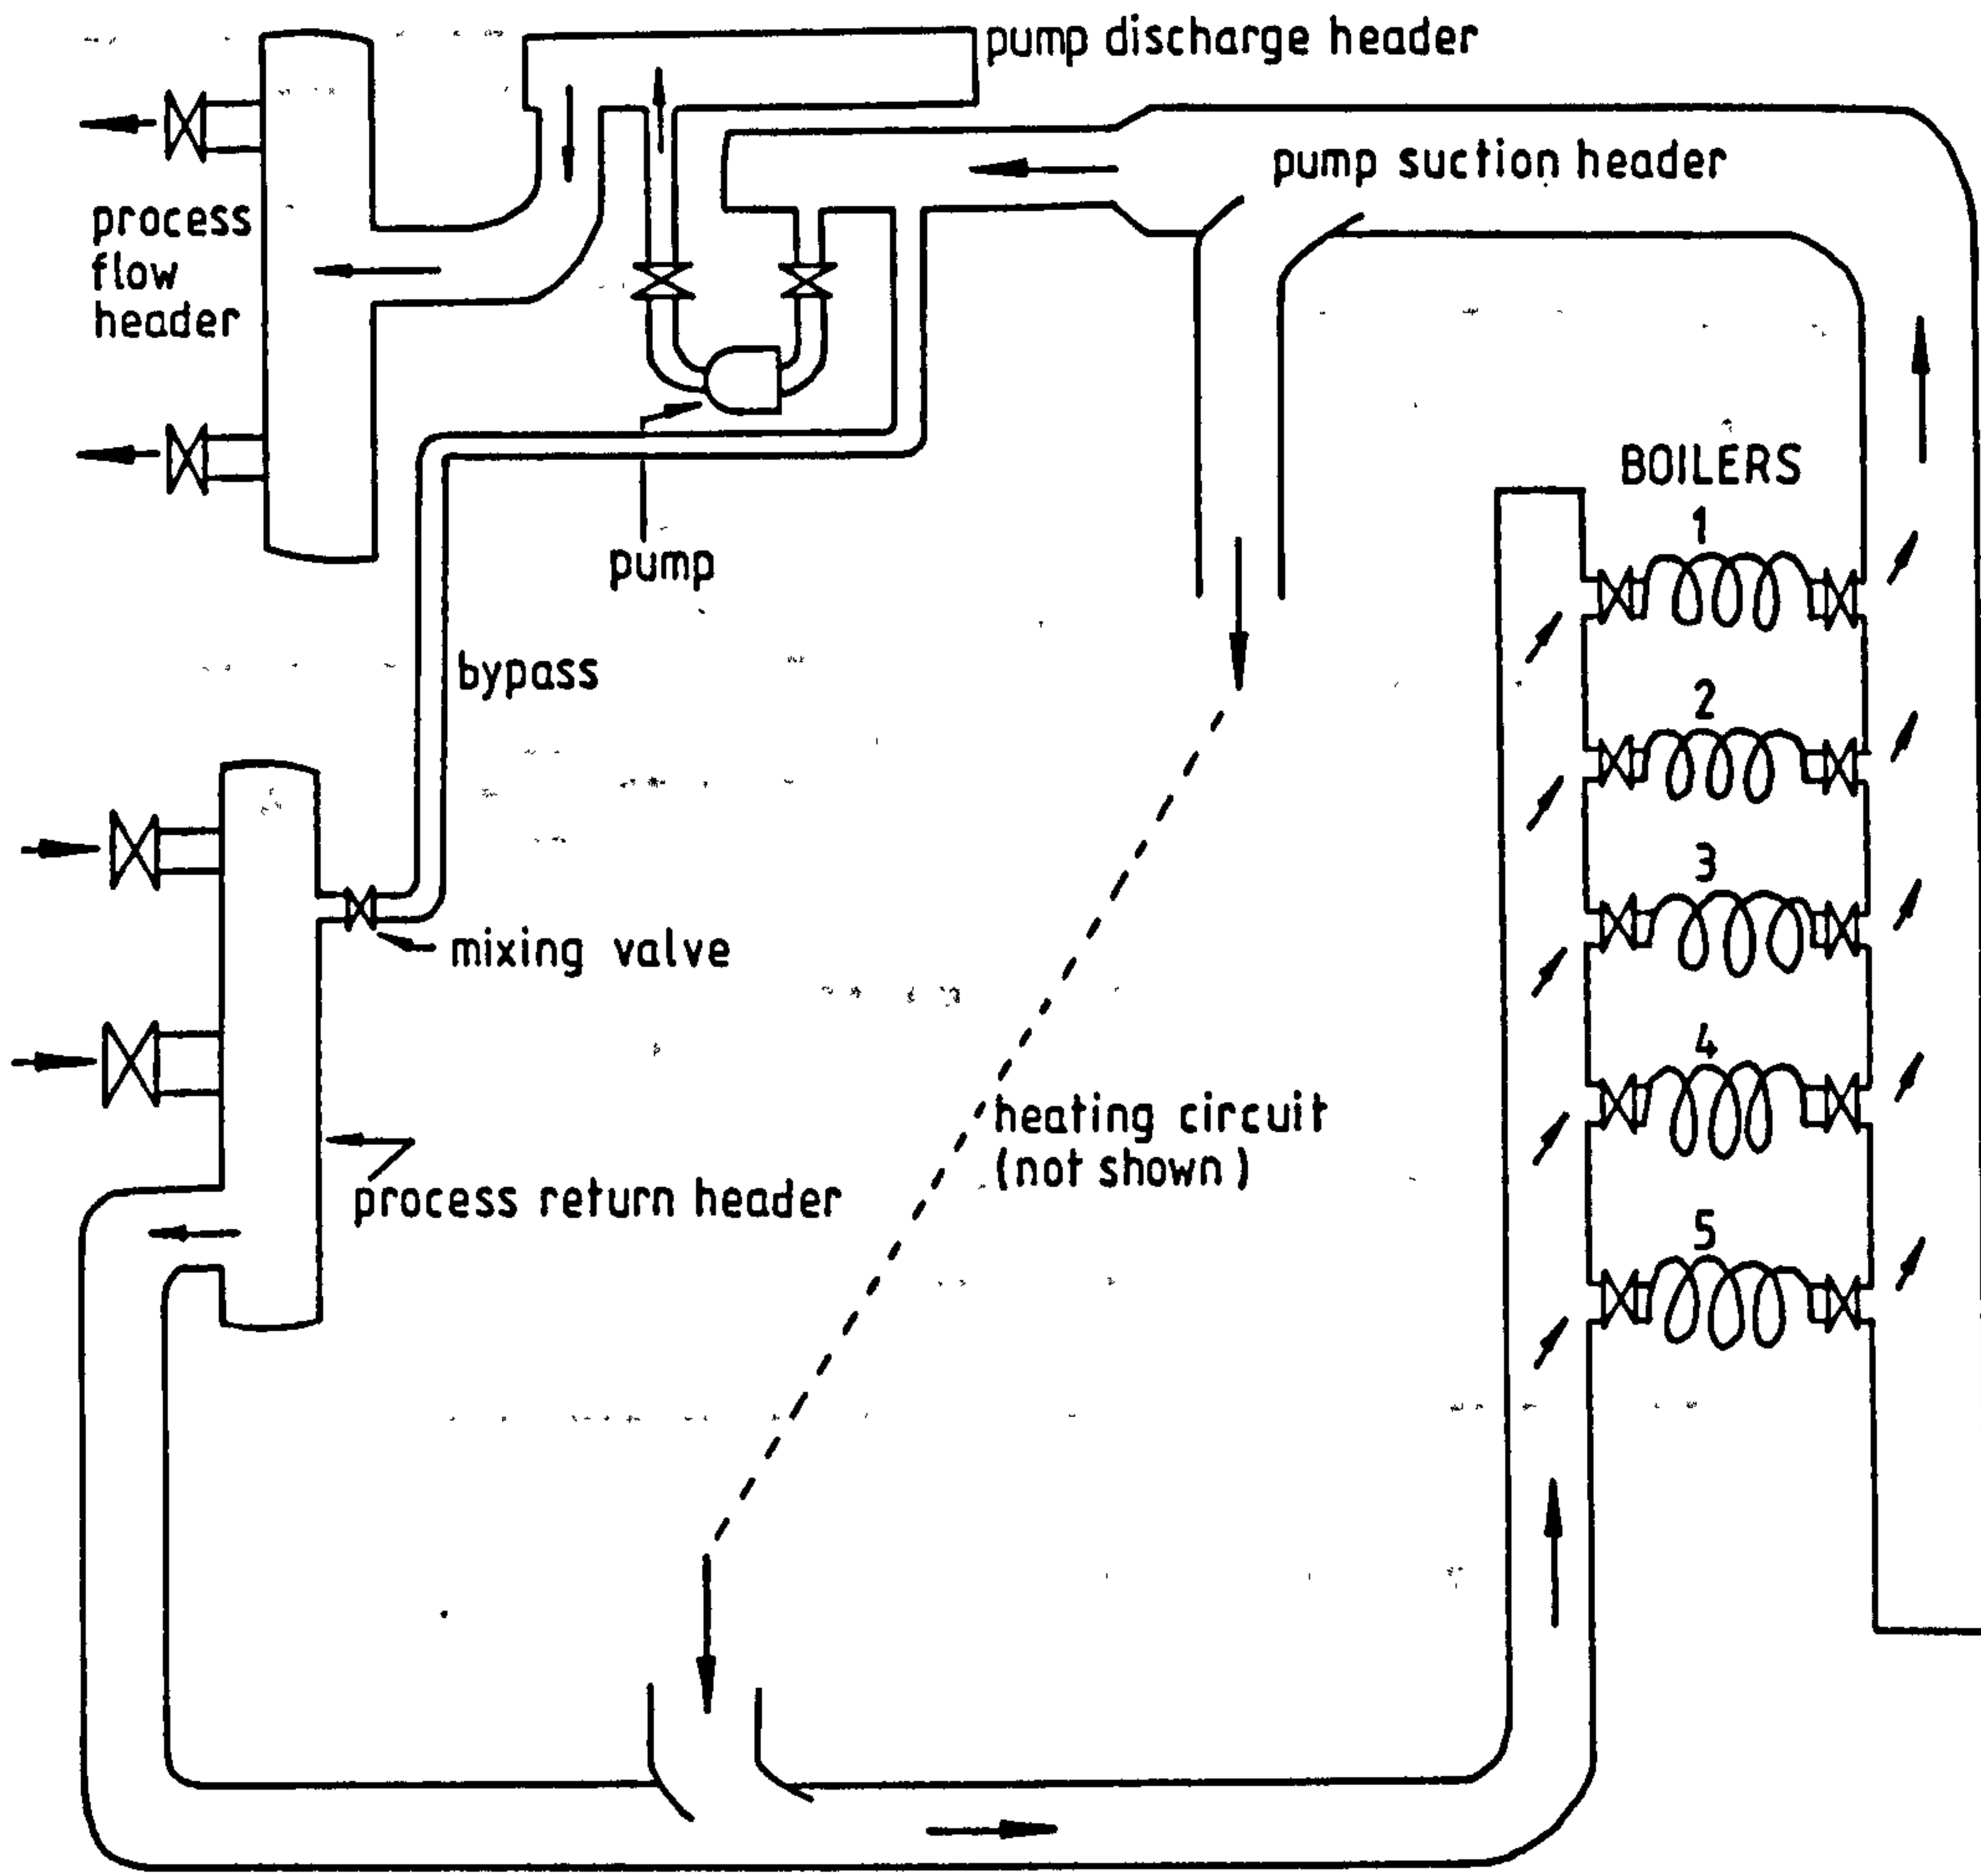 pump discharge header
pump suction header
process
flow
header
BOILERS
1
pump
bypass
2
3
mixing valve
4
heating circuit
(not shown)
process return header
5